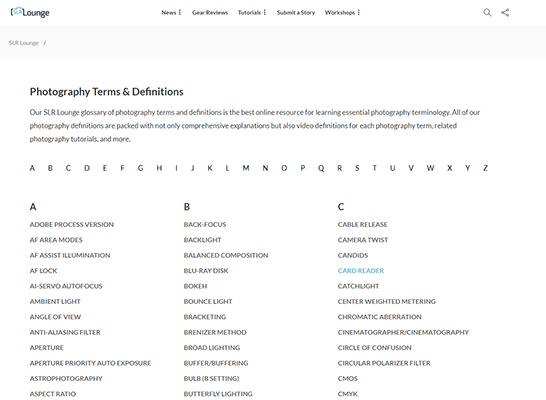 SLR Lounge
News
Gear Reviews
Tutorials
Submit a Story
Workshops
SLR Lounge /
Photography Terms & Definitions
Our SLR Lounge glossary of photography terms and definitions is the best online resource for learning essential photography terminology. All of our
photography definitions are packed with not only comprehensive explanations but also video definitions for each photography term, related
photography tutorials, and more.
A B C D E F G H I J K L M N O P Q R S T U V W X Y Z
A
ADOBE PROCESS VERSION
AF AREA MODES
AF ASSIST ILLUMINATION
AF LOCK
AI-SERVO AUTOFOCUS
AMBIENT LIGHT
ANGLE OF VIEW
ANTI-ALIASING FILTER
APERTURE
APERTURE PRIORITY AUTO EXPOSURE
ASTROPHOTOGRAPHY
ASPECT RATIO
B
BACK-FOCUS
BACKLIGHT
BALANCED COMPOSITION
BLU-RAY DISK
BOKEH
BOUNCE LIGHT
BRACKETING
BRENIZER METHOD
BROAD LIGHTING
BUFFER/BUFFERING
BULB (B SETTING)
BUTTERFLY LIGHTING
C
CABLE RELEASE
CAMERA TWIST
CANDIDS
CARD READER
CATCHLIGHT
CENTER WEIGHTED METERING
CHROMATIC ABERRATION
CINEMATOGRAPHER/CINEMATOGRAPHY
CIRCLE OF CONFUSION
CIRCULAR POLARIZER FILTER
CMOS
CMYK